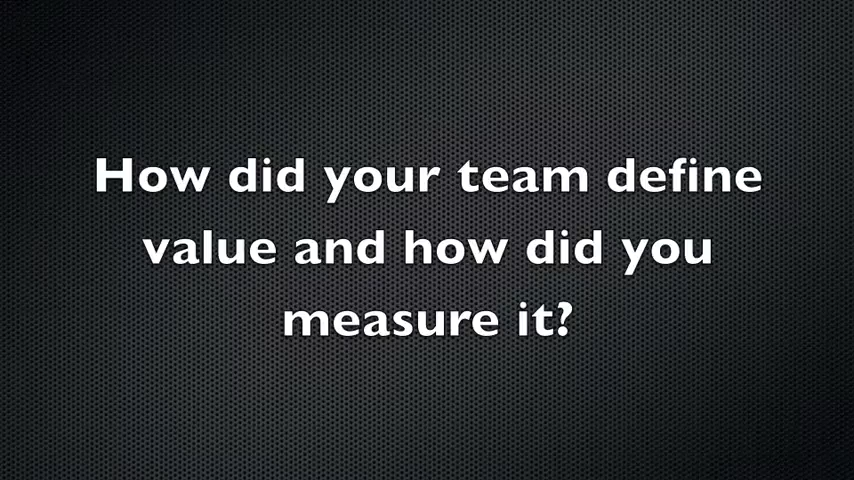 How did your team define
value and how did you
measure it?